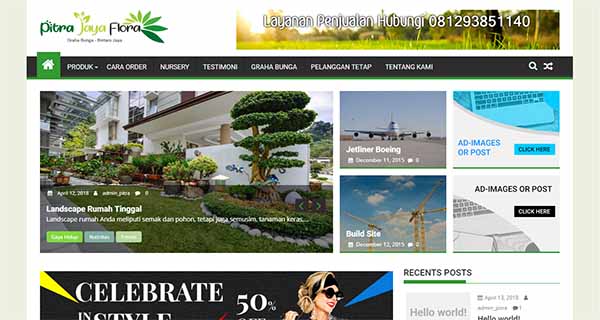 Pitra Jaya Flora
Graha Bunga - Bintaro Jaya
Layanan Penjualan Hubungi 081293851140
PRODUK CARA ORDER NURSERY TESTIMONI GRAHA BUNGA PELANGGAN TETAP TENTANG KAMI
April 12, 2018 admin_pitra 0
Landscape Rumah Tinggal
Landscape rumah Anda meliputi semak dan pohon, tetapi juga semusim, tanaman keras,...
Gaya Hidup Nutrisi
Jetliner Boeing
December 11, 2015 0
Build Site
December 12, 2015 0
AD-IMAGES
OR POST
CLICK HERE
AD-IMAGES OR POST
CLICK HERE
CELEBRATE
IN STYLE
50%
OFF
RECENTS POSTS
Hello world!
April 13, 2018
admin_pitra 1
Hello world!